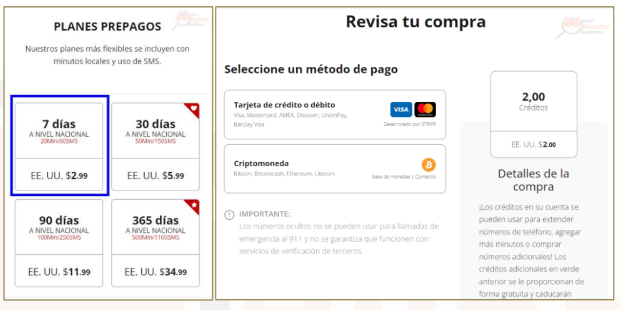 PLANES PREPAGOS
Nuestros planes más flexibles se incluyen con
minutos locales y uso de SMS.
7 días
A NIVEL NACIONAL
20Min/60SMS
EE. UU. $2.99
30 días
A NIVEL NACIONAL
50Min/150SMS
EE. UU. $5.99
90 días
A NIVEL NACIONAL
100Min/250SMS
EE. UU. $11.99
365 días
A NIVEL NACIONAL
500Min/1100SMS
EE. UU. $34.99
Revisa tu compra
Seleccione un método de pago
Tarjeta de crédito o débito
Visa, Mastercard, AMEX, Discover, UnionPay,
Barclay Visa
VISA
Desarrollado por STRIPE
Criptomoneda
Bitcoin, Bitcoincash, Ethereum, Litecoin
base de monedas | Comercio
IMPORTANTE:
Los números ocultos no se pueden usar para llamadas de
emergencia al 911 y no se garantiza que funcionen con
servicios de verificación de terceros.
2,00
Créditos
EE. UU. $2.00
Detalles de la
compra
¡Los créditos en su cuenta se
pueden usar para extender
números de teléfono, agregar
más minutos o comprar
números adicionales! Los
créditos adicionales en verde
anterior se le proporcionan de
forma gratuita y caducarán